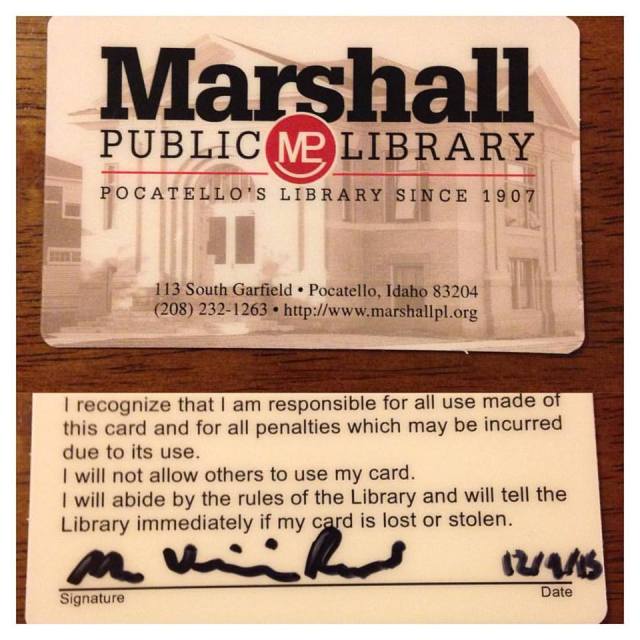 Marshall
PUBLIC MPL LIBRARY
POCATELLO'S LIBRARY SINCE 1907
113 South Garfield • Pocatello, Idaho 83204
(208) 232-1263 • http://www.marshallpl.org
I recognize that I am responsible for all use made of
this card and for all penalties which may be incurred
due to its use.
I will not allow others to use my card.
I will abide by the rules of the Library and will tell the
Library immediately if my card is lost or stolen.
12/9/15
Signature Date